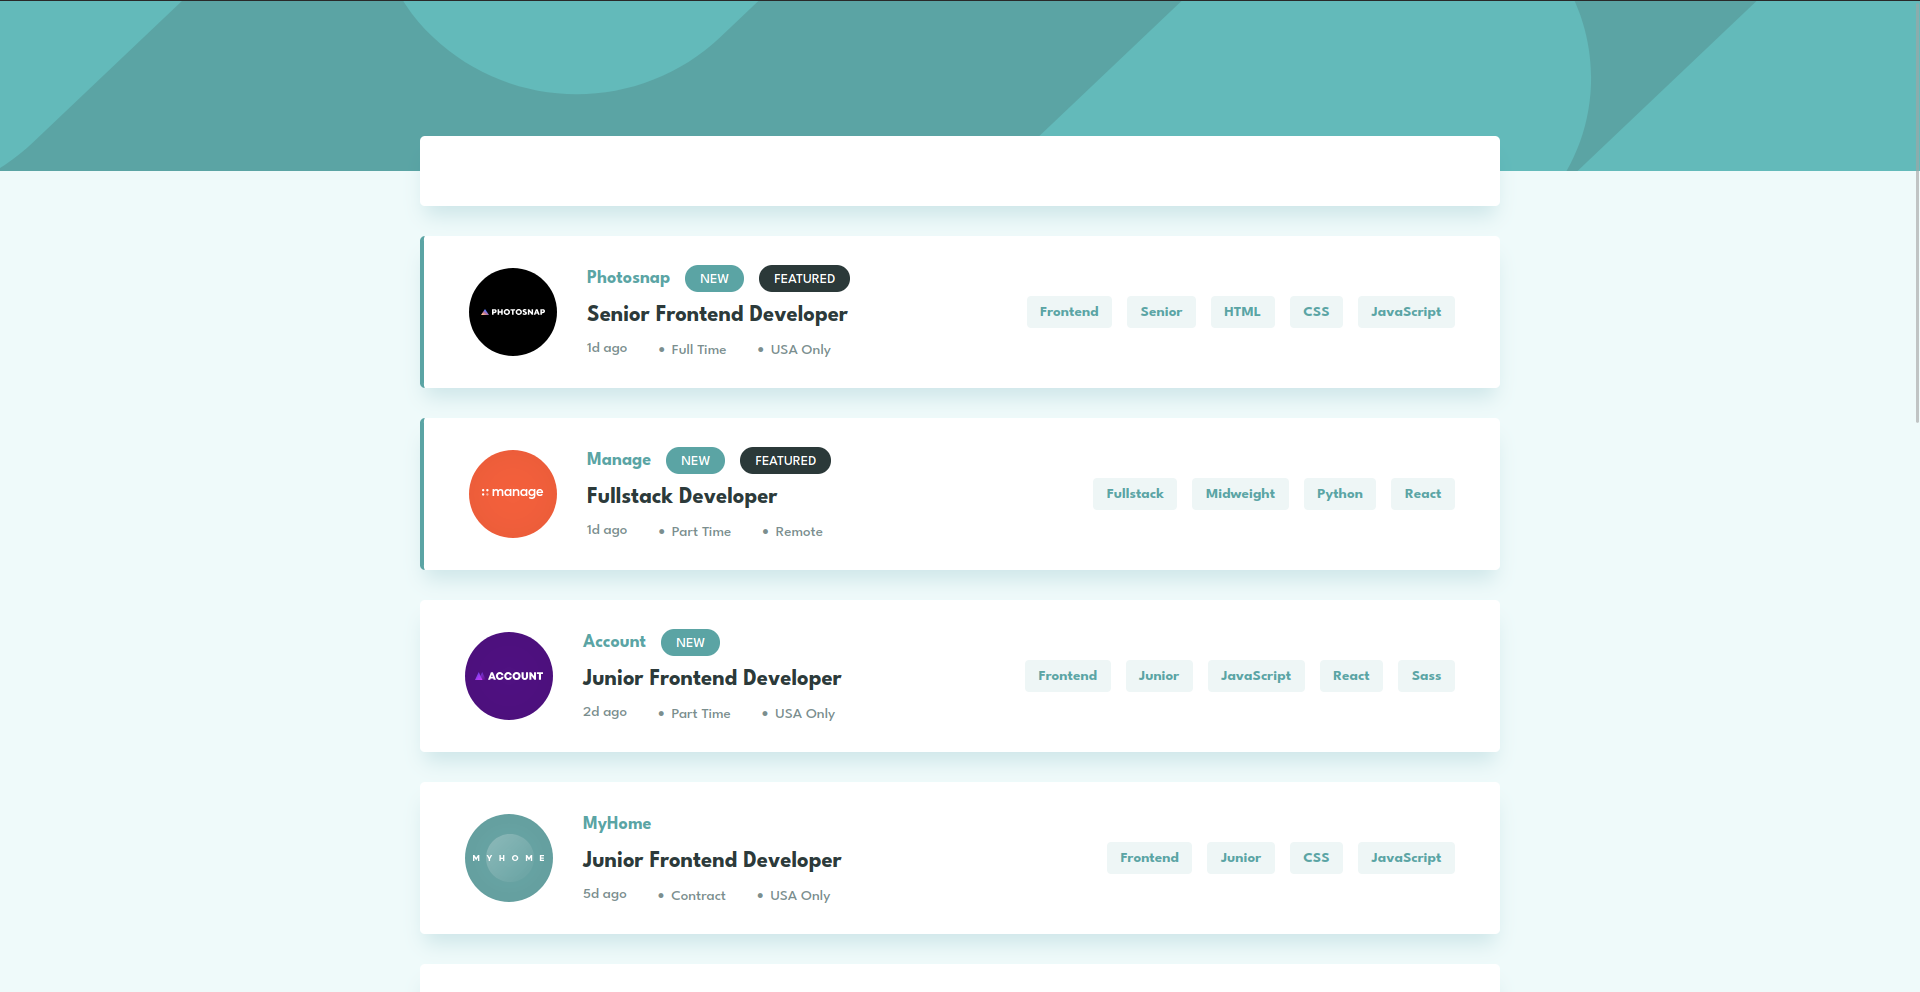 PHOTOSNAP
Photosnap NEW FEATURED
Senior Frontend Developer
1d ago • Full Time • USA Only
Frontend Senior HTML CSS JavaScript
manage
Manage NEW FEATURED
Fullstack Developer
1d ago • Part Time • Remote
Fullstack Midweight Python React
ACCOUNT
Account NEW
Junior Frontend Developer
2d ago • Part Time • USA Only
Frontend Junior JavaScript React Sass
MYHOME
MyHome
Junior Frontend Developer
5d ago • Contract • USA Only
Frontend Junior CSS JavaScript